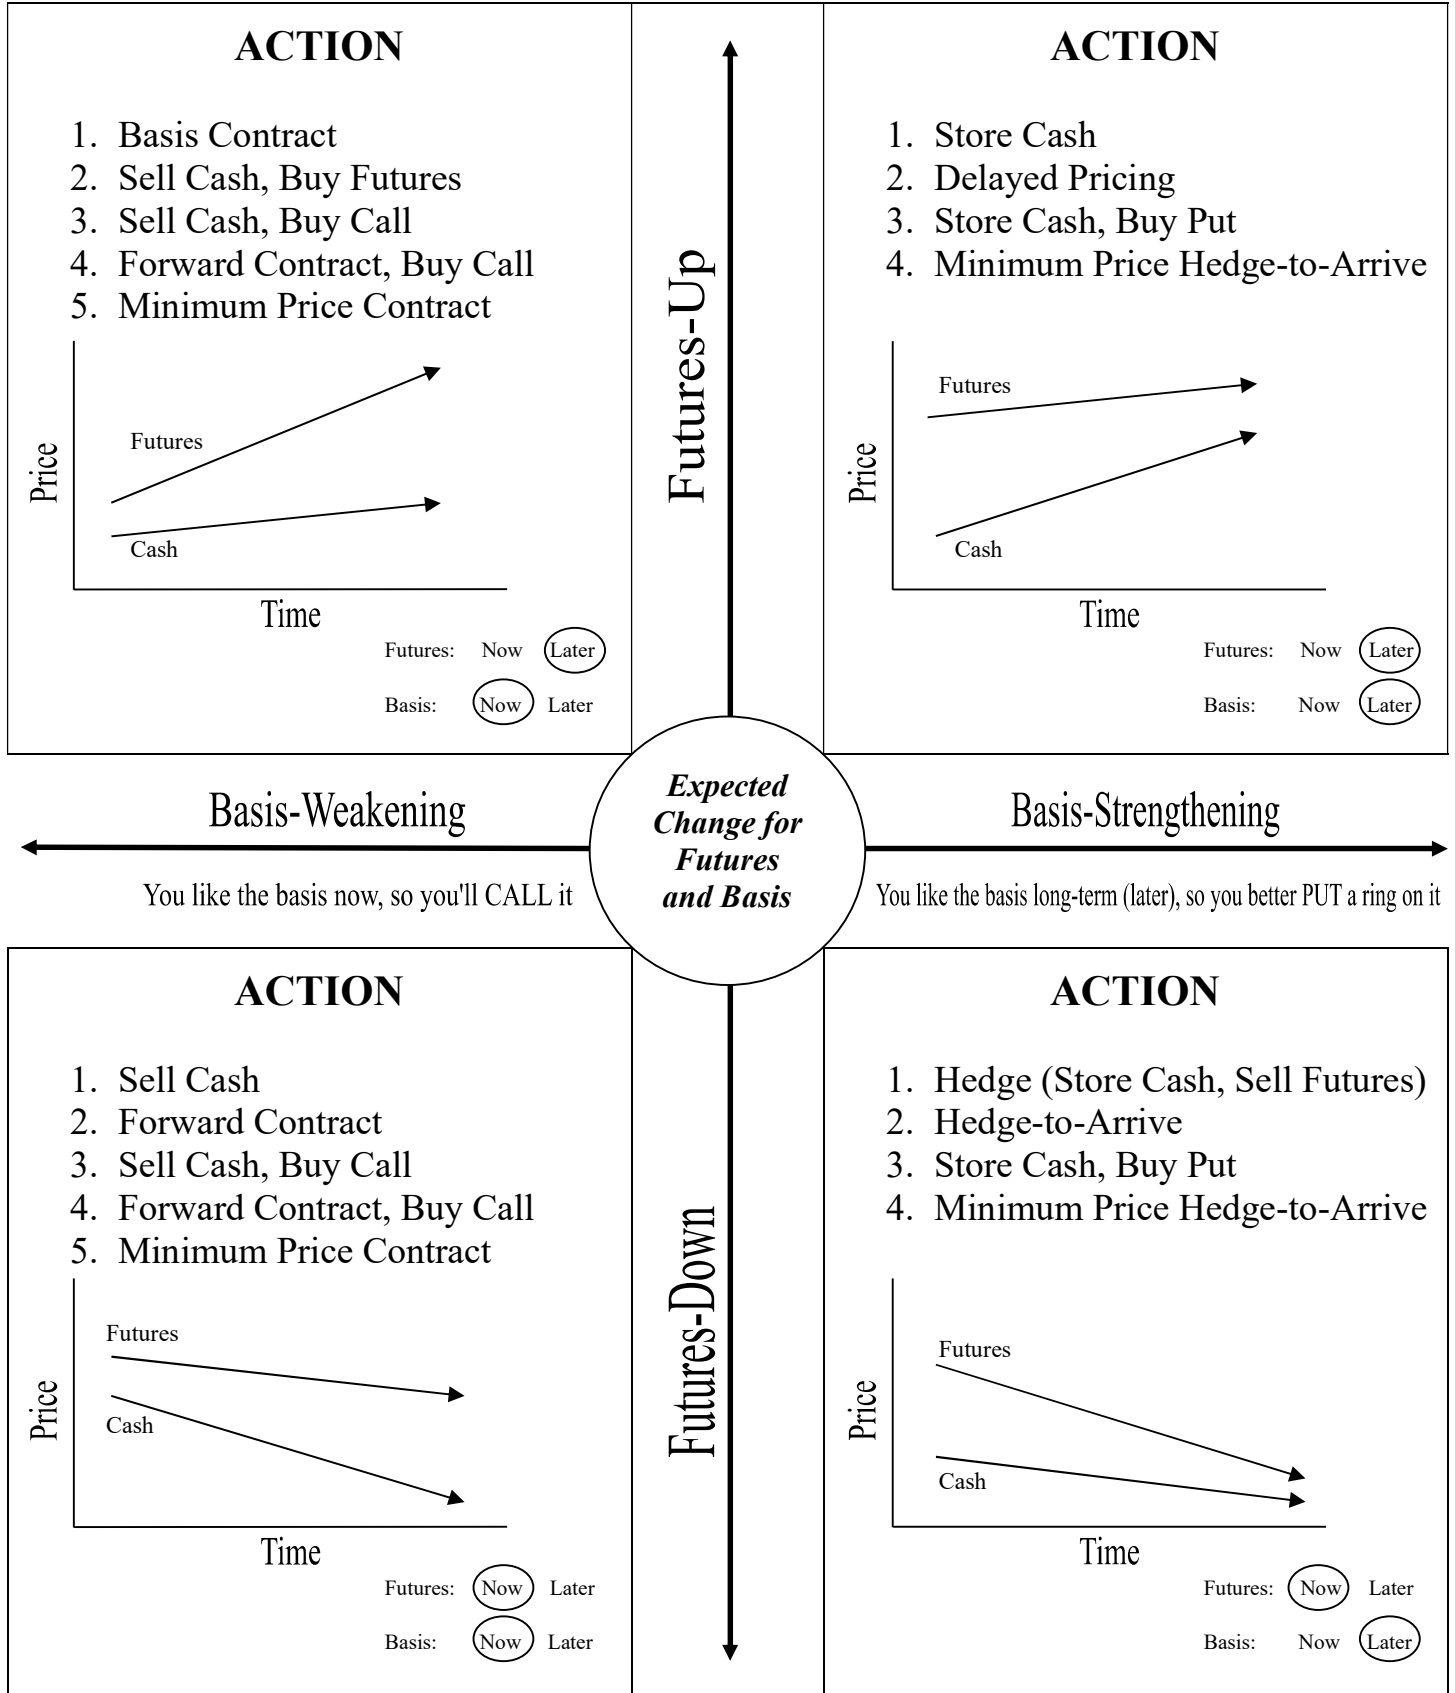 ACTION
1. Basis Contract
2. Sell Cash, Buy Futures
3. Sell Cash, Buy Call
4. Forward Contract, Buy Call
5. Minimum Price Contract
Price
Futures
Cash
Time
Futures: Now Later
Basis: Now Later
Futures-Up
ACTION
1. Store Cash
2. Delayed Pricing
3. Store Cash, Buy Put
4. Minimum Price Hedge-to-Arrive
Price
Futures
Cash
Time
Futures: Now Later
Basis: Now Later
Basis-Weakening
You like the basis now, so you'll CALL it
Expected
Change for
Futures
and Basis
Basis-Strengthening
You like the basis long-term (later), so you better PUT a ring on it
ACTION
1. Sell Cash
2. Forward Contract
3. Sell Cash, Buy Call
4. Forward Contract, Buy Call
5. Minimum Price Contract
Price
Futures
Cash
Time
Futures: Now Later
Basis: Now Later
Futures-Down
ACTION
1. Hedge (Store Cash, Sell Futures)
2. Hedge-to-Arrive
3. Store Cash, Buy Put
4. Minimum Price Hedge-to-Arrive
Price
Futures
Cash
Time
Futures: Now Later
Basis: Now Later